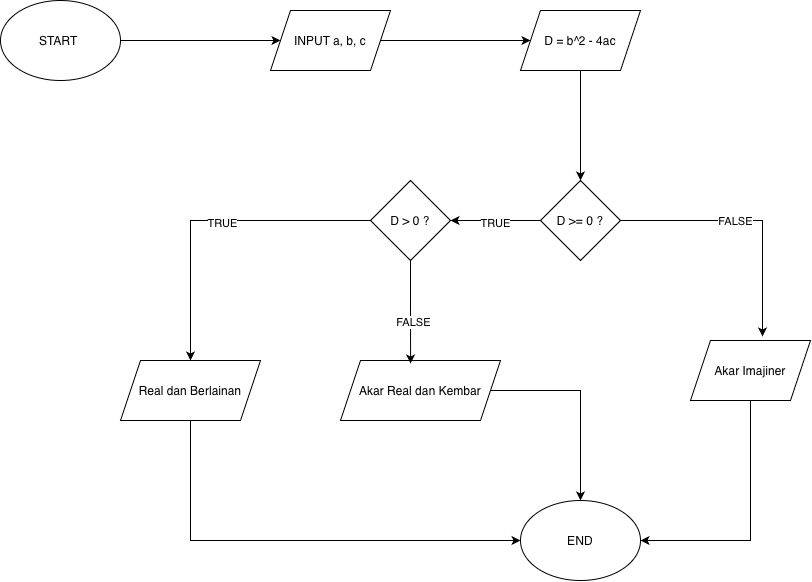 START
INPUT a, b, c
D = b^2 - 4ac
D > 0 ?
D >= 0 ?
TRUE
TRUE
FALSE
FALSE
Real dan Berlainan
Akar Real dan Kembar
Akar Imajiner
END